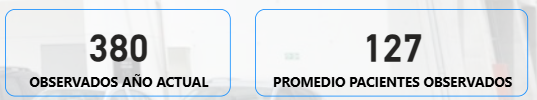 380
OBSERVADOS AÑO ACTUAL
127
PROMEDIO PACIENTES OBSERVADOS